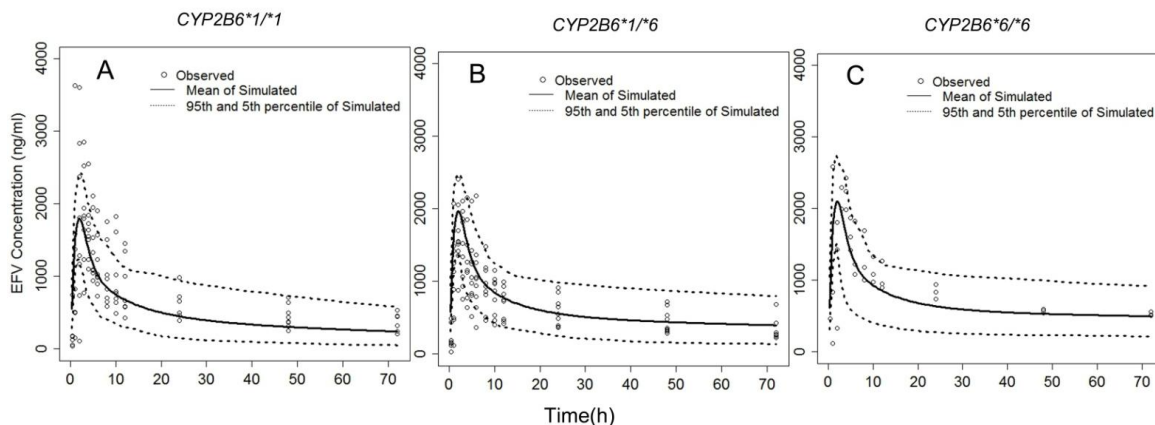 CYP2B6*1/*1
CYP2B6*1/*6
CYP2B6*6/*6
EFV Concentration (ng/ml)
0 1000 2000 3000 4000
A
Observed
Mean of Simulated
95th and 5th percentile of Simulated
0 10 20 30 40 50 60 70
0 1000 2000 3000 4000
B
Observed
Mean of Simulated
95th and 5th percentile of Simulated
0 10 20 30 40 50 60 70
0 1000 2000 3000 4000
C
Observed
Mean of Simulated
95th and 5th percentile of Simulated
0 10 20 30 40 50 60 70
Time(h)